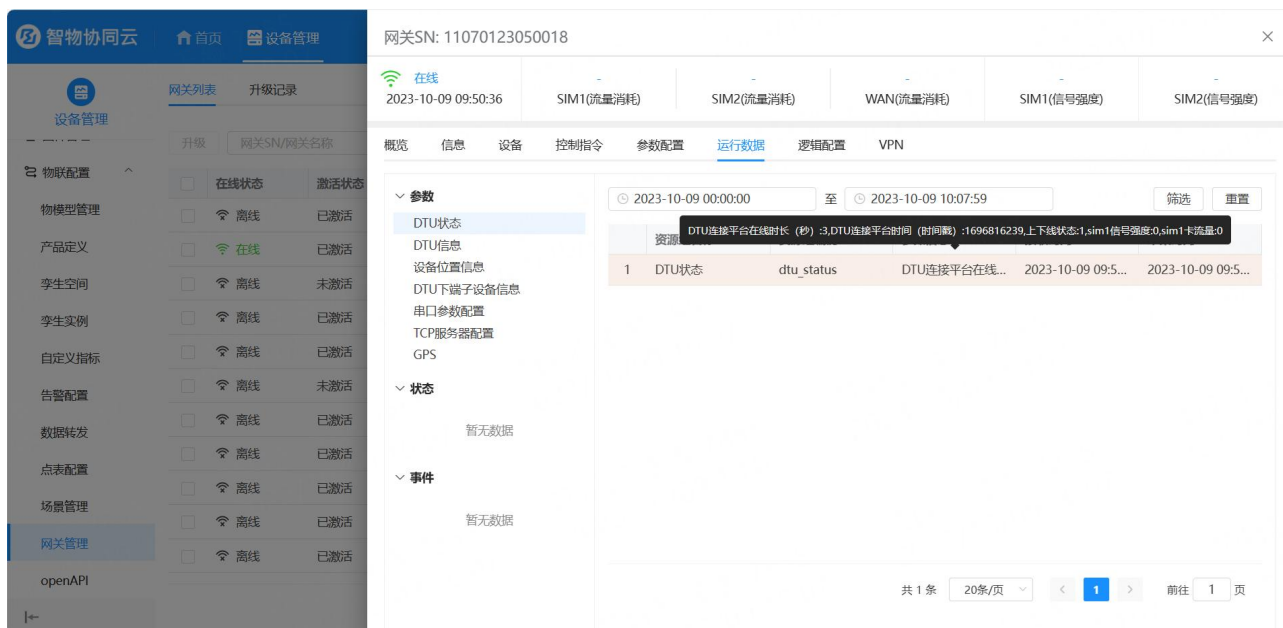 智物协同云
首页
设备管理
设备管理
物联配置
物模型管理
产品定义
孪生空间
孪生实例
自定义指标
告警配置
数据转发
点表配置
场景管理
网关管理
openAPI
网关列表 升级记录
升级 网关SN/网关名称
在线状态 激活状态
离线 已激活
在线 已激活
离线 未激活
离线 已激活
离线 已激活
离线 未激活
离线 已激活
离线 已激活
离线 已激活
离线 已激活
离线 已激活
网关SN: 11070123050018
在线 - - - - -
2023-10-09 09:50:36 SIM1(流量消耗) SIM2(流量消耗) WAN(流量消耗) SIM1(信号强度) SIM2(信号强度)
概览 信息 设备 控制指令 参数配置 运行数据 逻辑配置 VPN
参数
DTU状态
DTU信息
设备位置信息
DTU下端子设备信息
串口参数配置
TCP服务器配置
GPS
状态
暂无数据
事件
暂无数据
2023-10-09 00:00:00 至 2023-10-09 10:07:59 筛选 重置
DTU连接平台在线时长（秒）:3,DTU连接平台时间（时间戳）:1696816239,上下线状态:1,sim1信号强度:0,sim1卡流量:0
资源
1 DTU状态 dtu_status DTU连接平台在线... 2023-10-09 09:5... 2023-10-09 09:5...
共 1 条 20条/页 1 前往 1 页